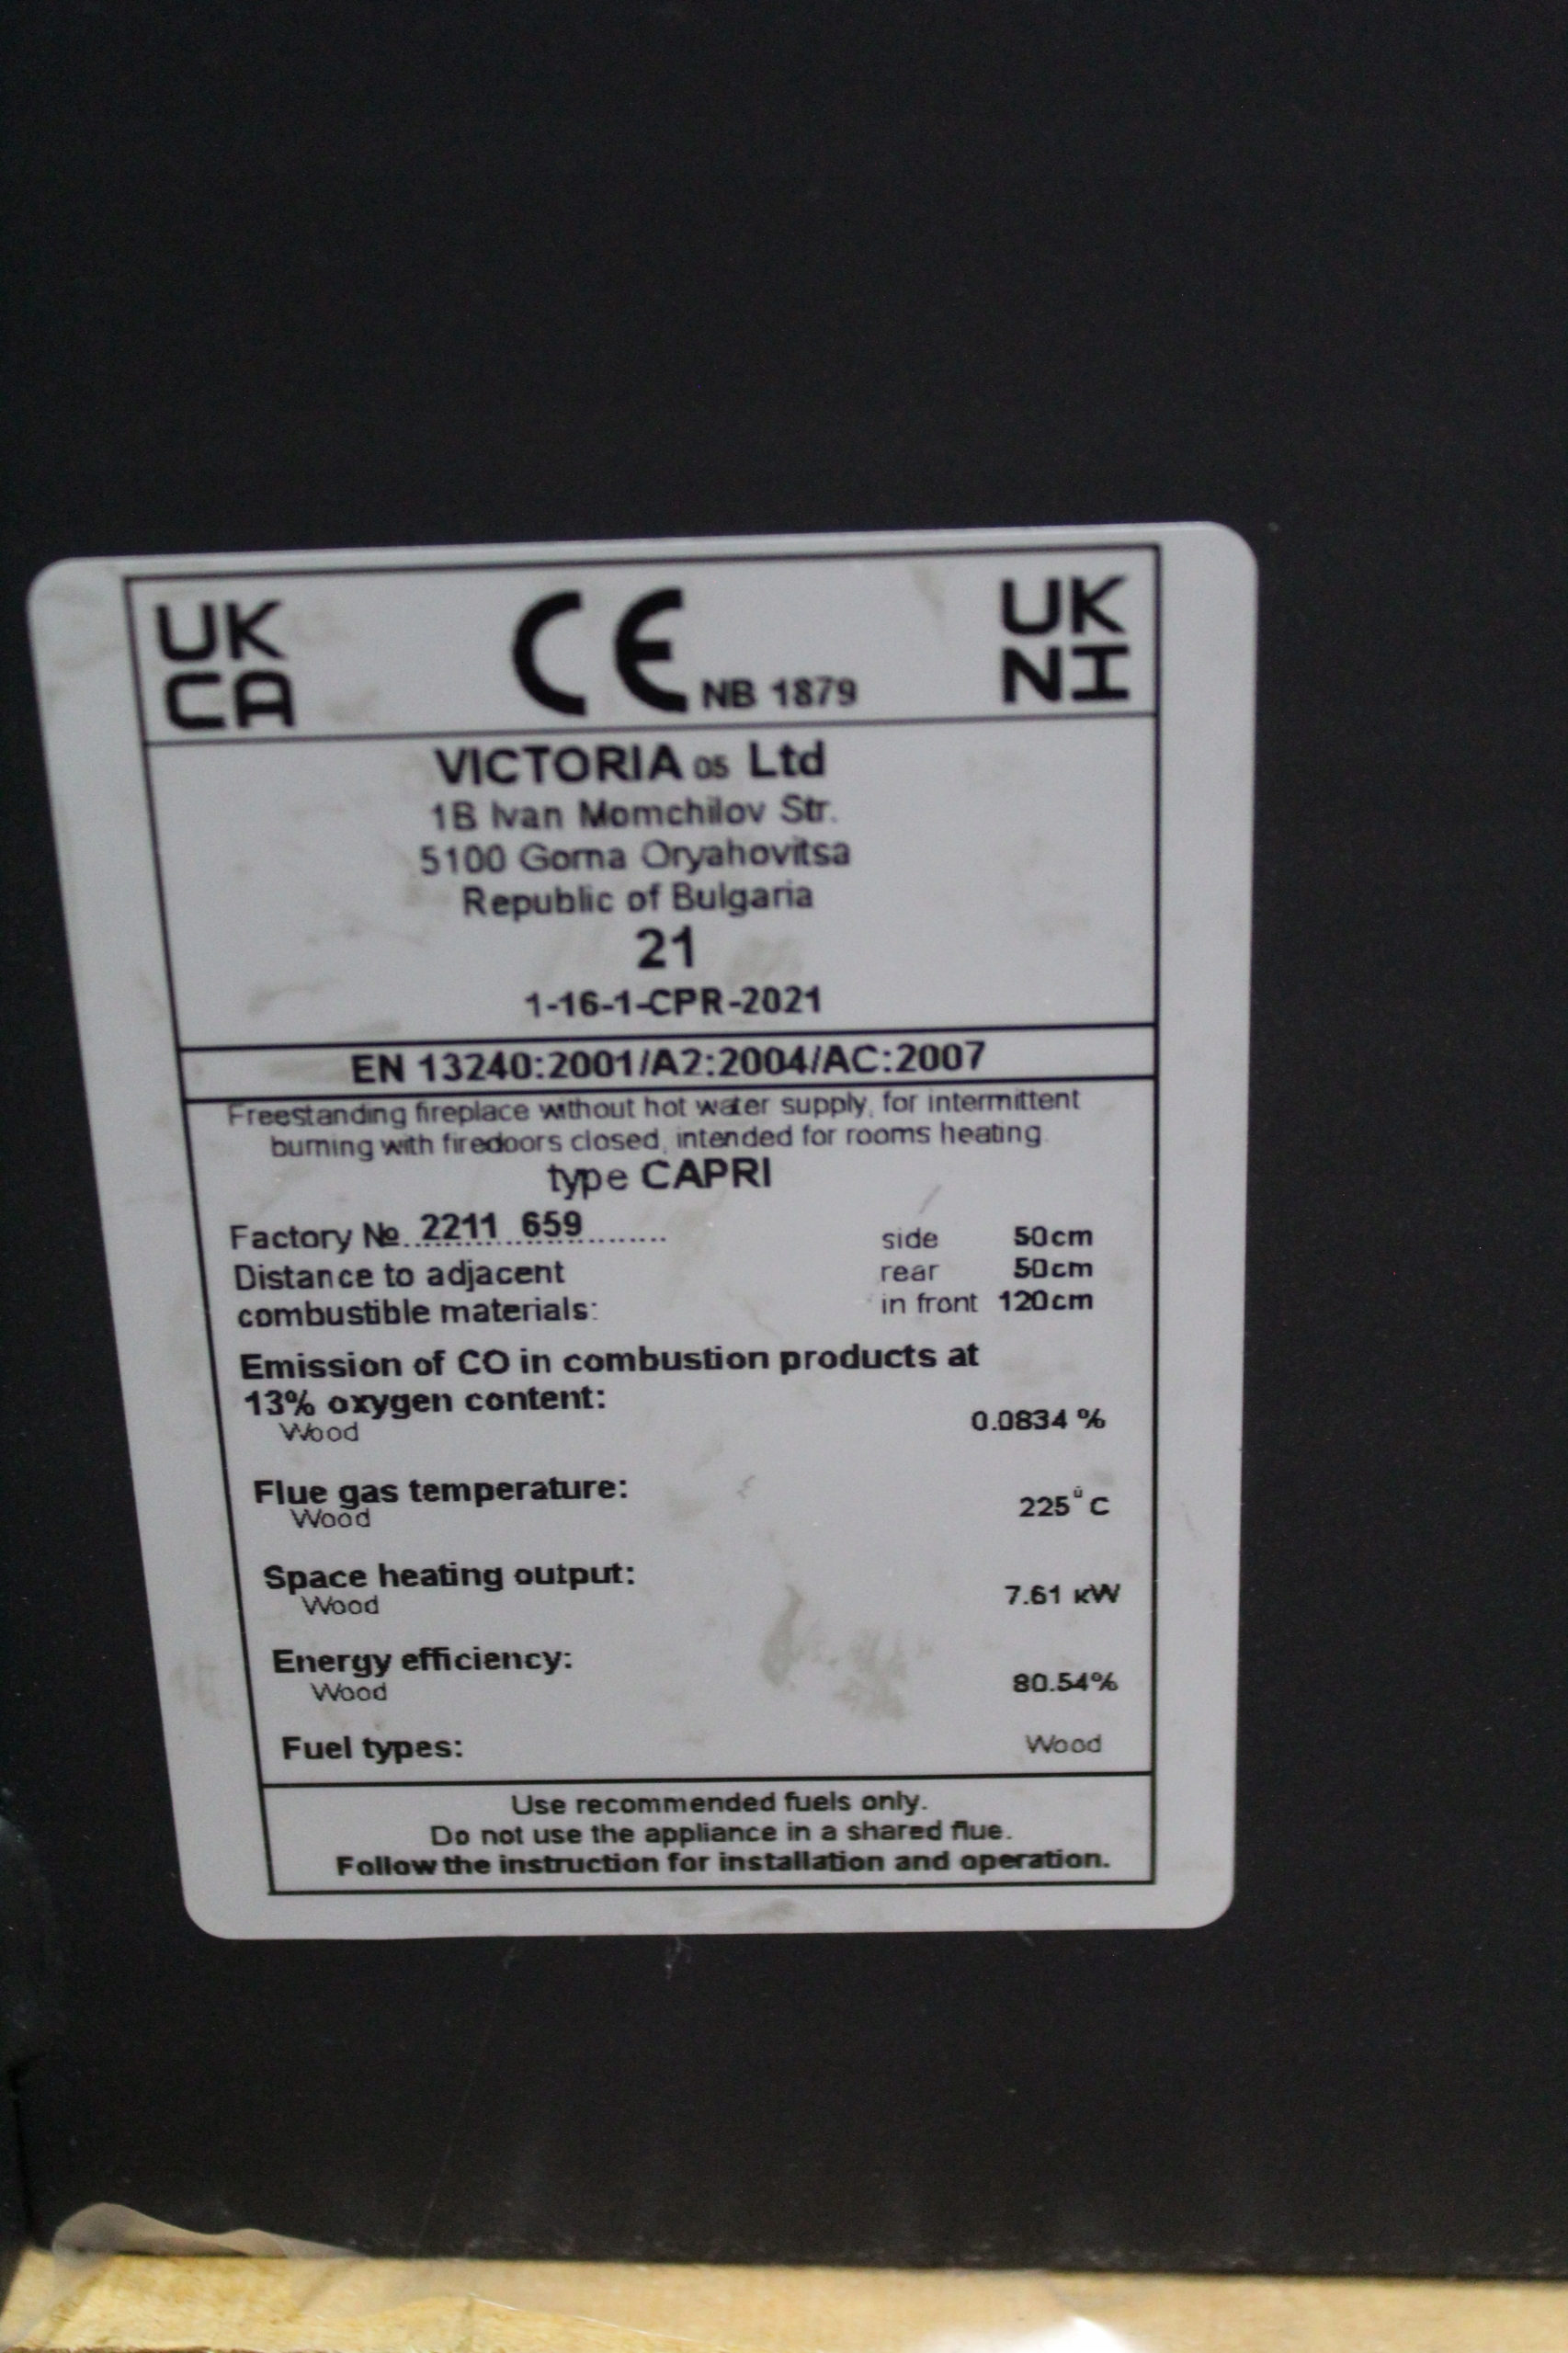 UK CA
CE NB 1879
UK NI
VICTORIA 05 Ltd
1B Ivan Momchilov Str.
5100 Gorna Oryahovitsa
Republic of Bulgaria
21
1-16-1-CPR-2021
EN 13240:2001/A2:2004/AC:2007
Freestanding fireplace without hot water supply, for intermittent
burning with firedoors closed, intended for rooms heating
type CAPRI
Factory № 2211 659
Distance to adjacent
combustible materials:
side 50cm
rear 50cm
in front 120cm
Emission of CO in combustion products at
13% oxygen content:
Wood 0.0834 %
Flue gas temperature:
Wood 225°C
Space heating output:
Wood 7.61 кW
Energy efficiency:
Wood 80.54%
Fuel types: Wood
Use recommended fuels only.
Do not use the appliance in a shared flue.
Follow the instruction for installation and operation.